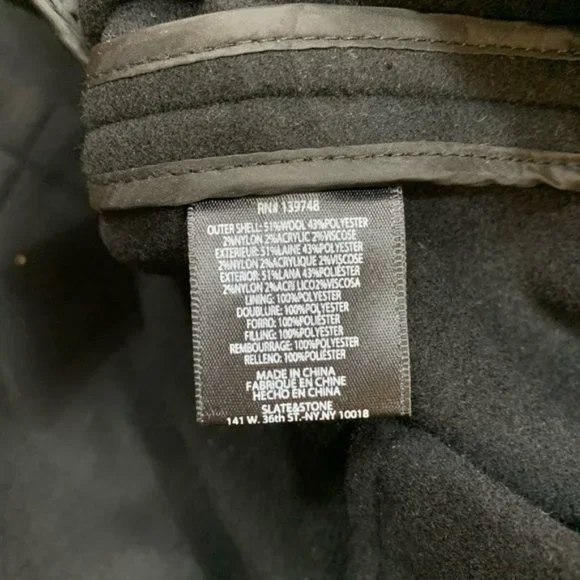 RN# 139748
OUTER SHELL: 51%WOOL 43%POLYESTER
2%NYLON 2%ACRYLIC 2%VISCOSE
EXTERIEUR: 51%LAINE 43%POLYESTER
2%NYLON 2%ACRYLIQUE 2%VISCOSE
EXTERIOR: 51%LANA 43%POLIÉSTER
2%NYLON 2%ACRÍLICO2%VISCOSA
LINING: 100%POLYESTER
DOUBLURE: 100%POLYESTER
FORRO: 100%POLIÉSTER
FILLING: 100%POLYESTER
REMBOURRAGE: 100%POLYESTER
RELLENO: 100%POLIÉSTER
MADE IN CHINA
FABRIQUÉ EN CHINE
HECHO EN CHINA
SLATE&STONE
141 W. 36th ST.-NY,NY 10018